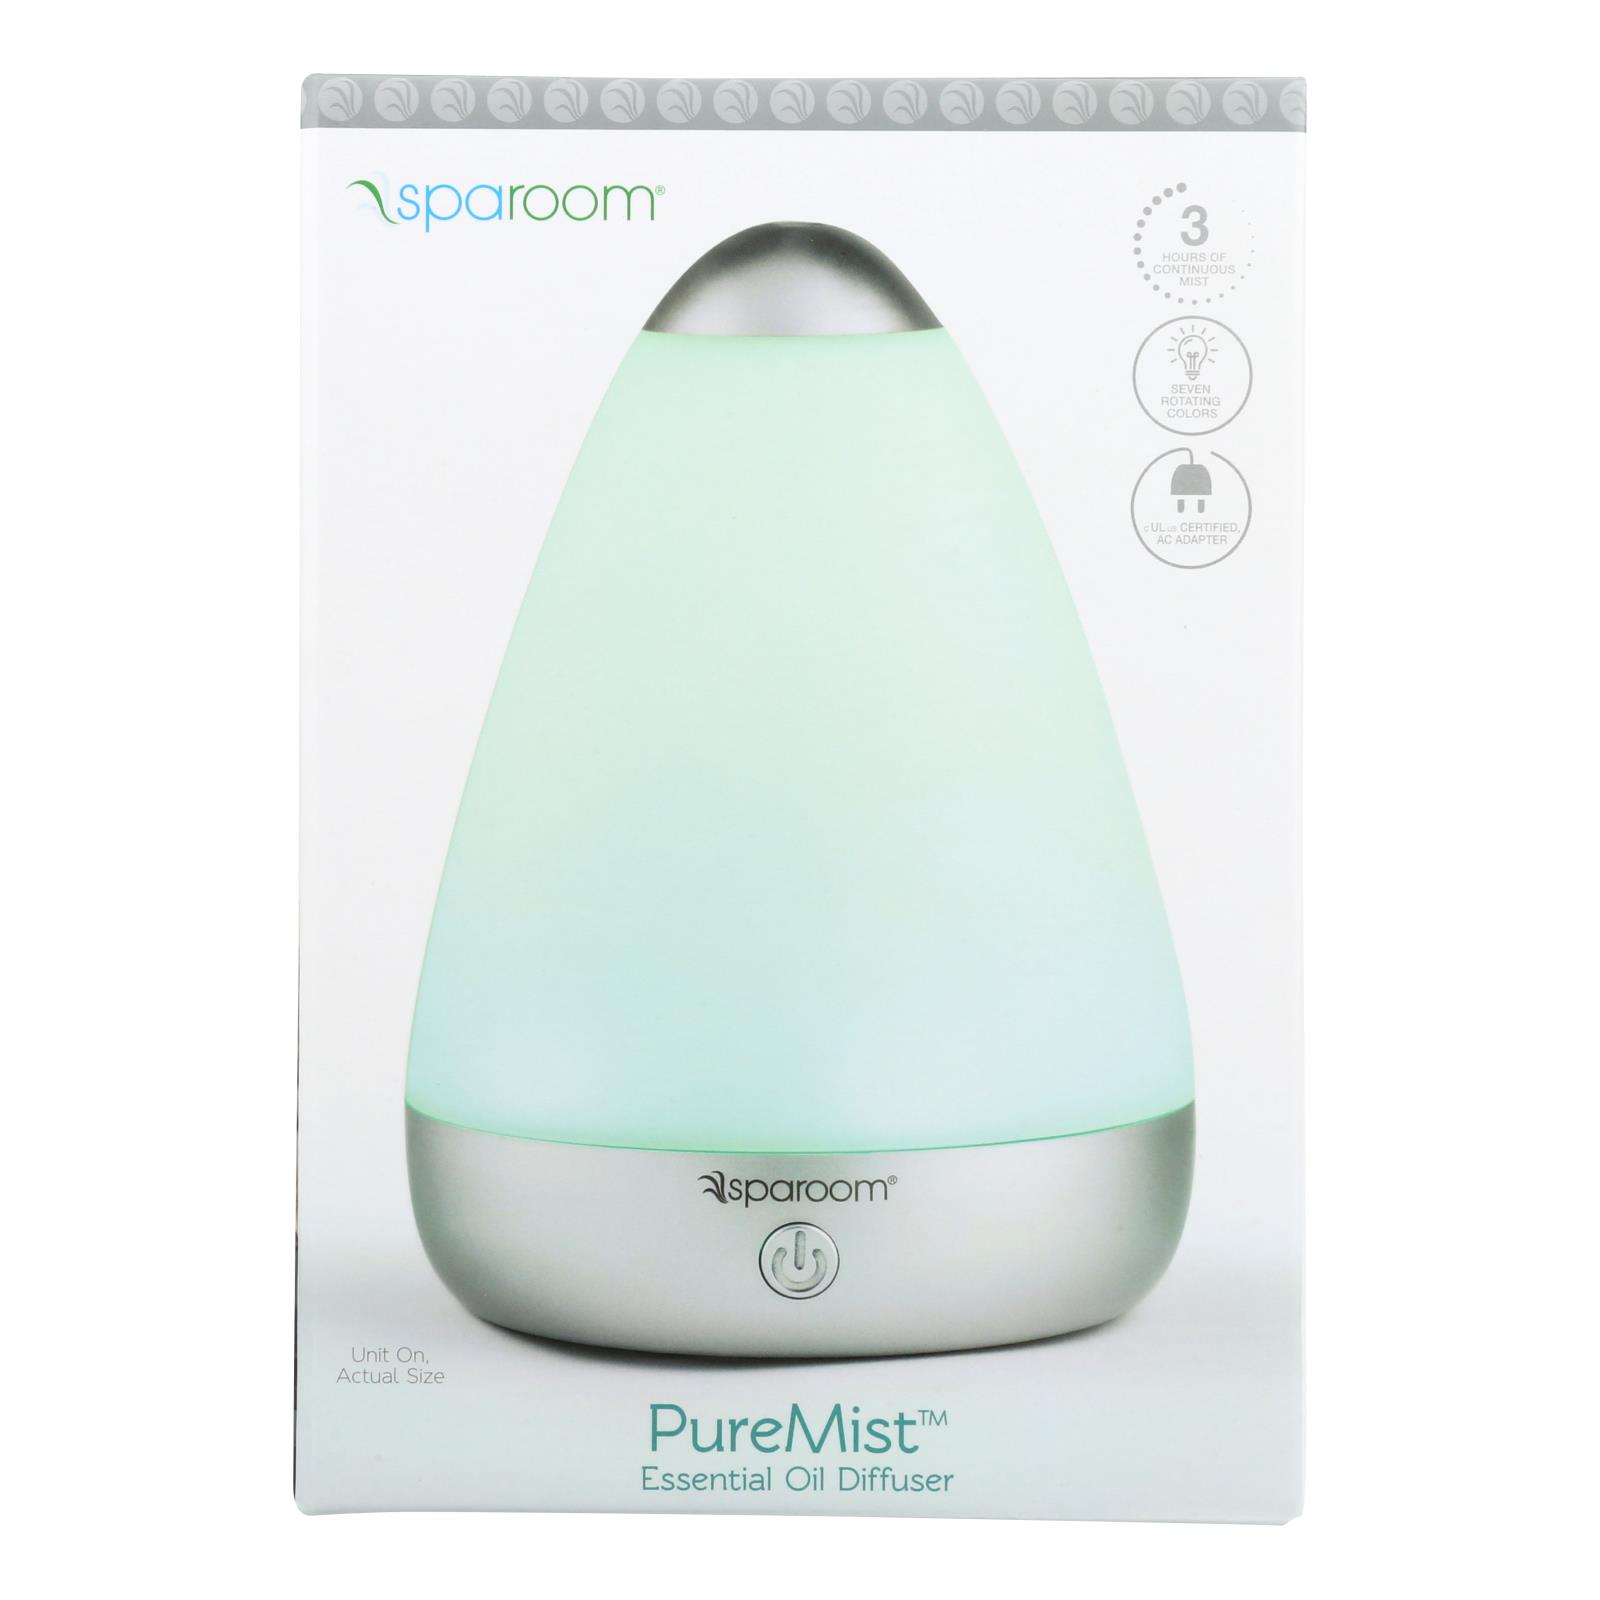 sparoom®
3
HOURS OF
CONTINUOUS
MIST
SEVEN
ROTATING
COLORS
c UL us CERTIFIED,
AC ADAPTER
sparoom®
Unit On,
Actual Size
PureMist™
Essential Oil Diffuser